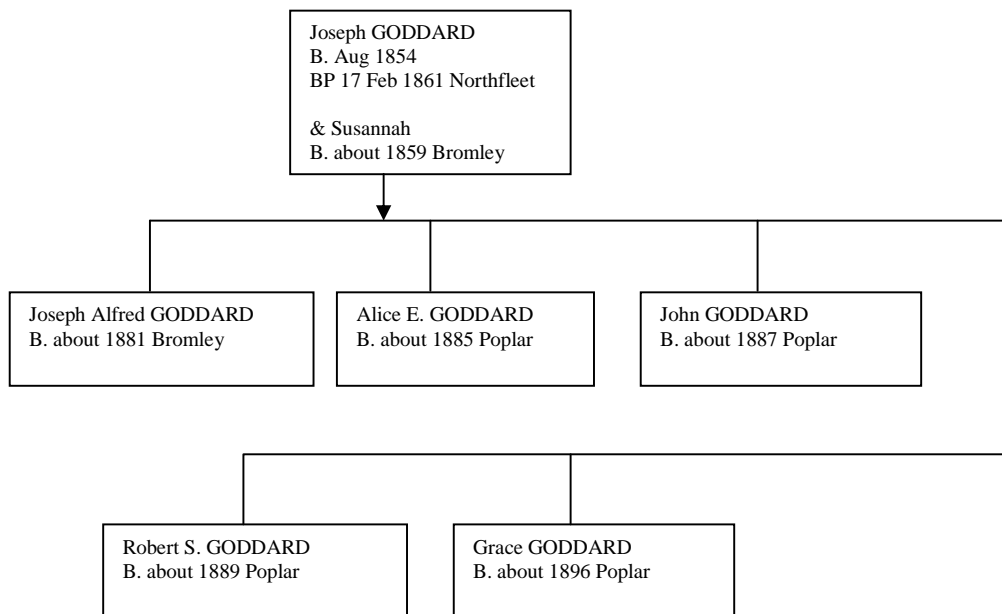 Joseph GODDARD
B. Aug 1854
BP 17 Feb 1861 Northfleet
& Susannah
B. about 1859 Bromley
Joseph Alfred GODDARD
B. about 1881 Bromley
Alice E. GODDARD
B. about 1885 Poplar
John GODDARD
B. about 1887 Poplar
Robert S. GODDARD
B. about 1889 Poplar
Grace GODDARD
B. about 1896 Poplar